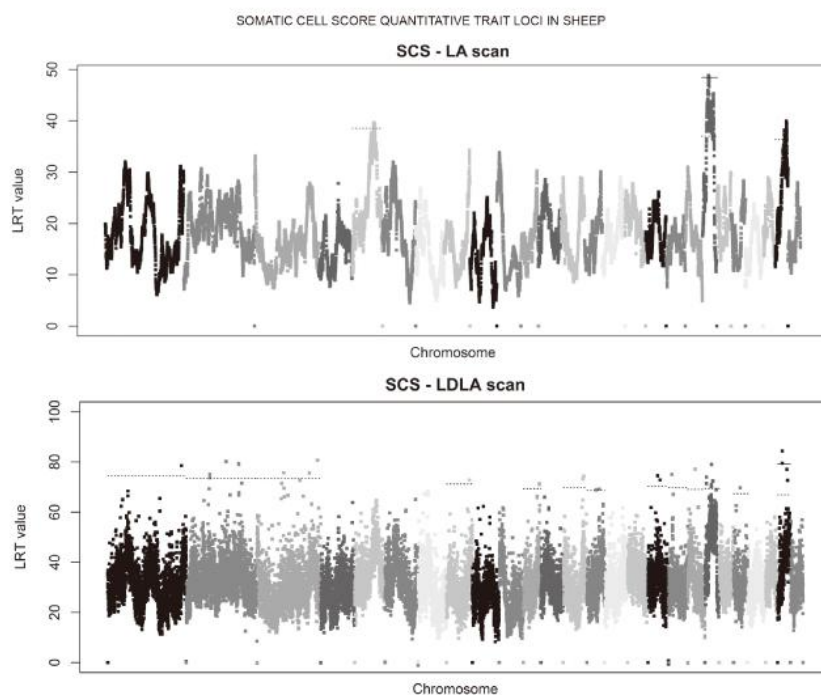 SOMATIC CELL SCORE QUANTITATIVE TRAIT LOCI IN SHEEP
SCS - LA scan
50
40
30
20
10
0
LRT value
Chromosome
SCS - LDLA scan
100
80
60
40
20
0
LRT value
Chromosome